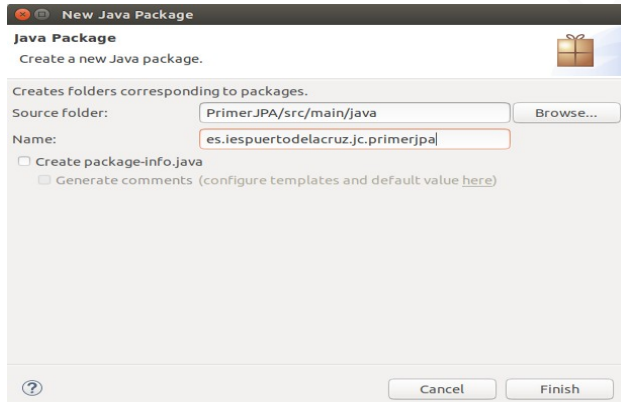 New Java Package
Java Package
Create a new Java package.
Creates folders corresponding to packages.
Source folder: PrimerJPA/src/main/java Browse...
Name: es.iespuertodelacruz.jc.primerjpa
Create package-info.java
Generate comments (configure templates and default value here)
? Cancel Finish